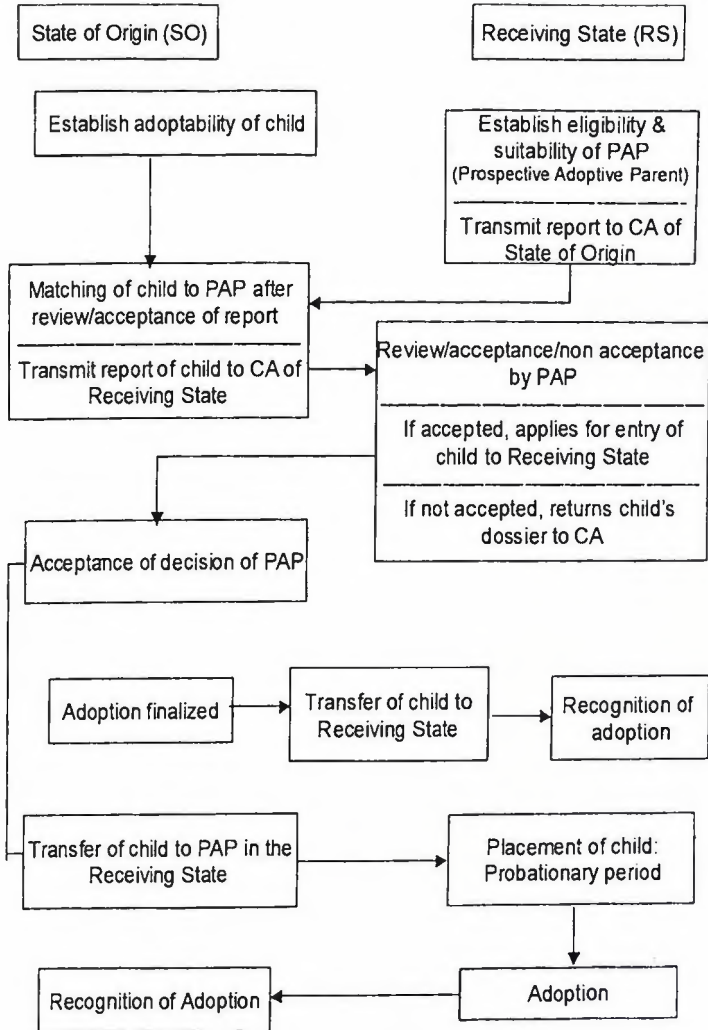 State of Origin (SO)
Receiving State (RS)
Establish adoptability of child
Establish eligibility &
suitability of PAP
(Prospective Adoptive Parent)
Transmit report to CA of
State of Origin
Matching of child to PAP after
review/acceptance of report
Transmit report of child to CA of
Receiving State
Review/acceptance/non acceptance
by PAP
If accepted, applies for entry of
child to Receiving State
If not accepted, returns child's
dossier to CA
Acceptance of decision of PAP
Adoption finalized
Transfer of child to
Receiving State
Recognition of
adoption
Transfer of child to PAP in the
Receiving State
Placement of child:
Probationary period
Adoption
Recognition of Adoption